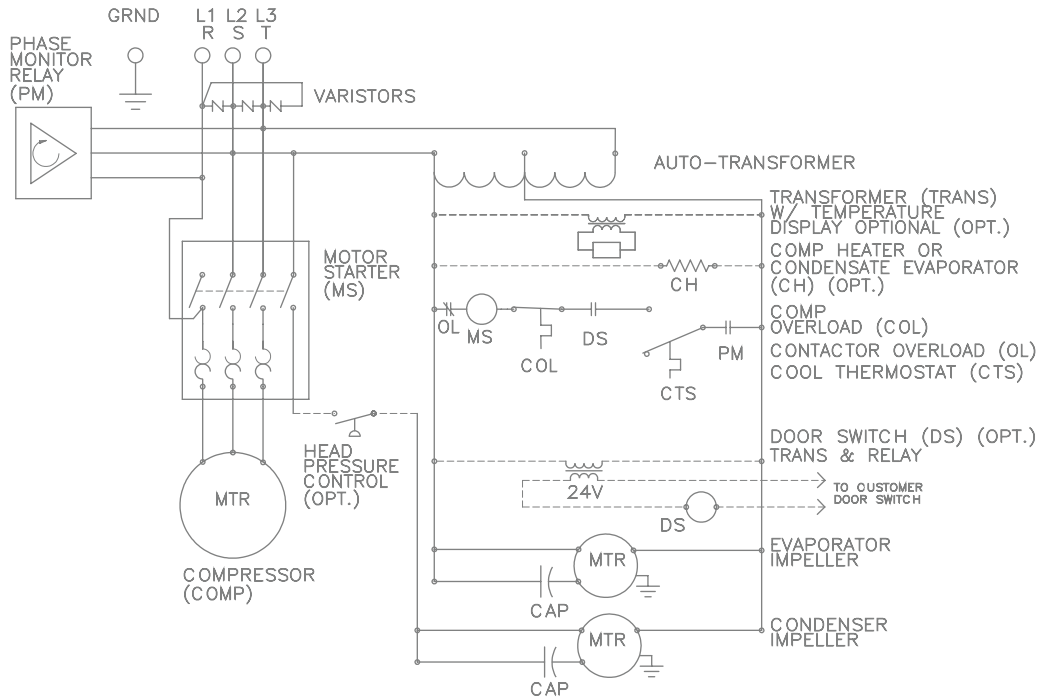 GRND
L1 L2 L3
R S T
PHASE
MONITOR
RELAY
(PM)
VARISTORS
AUTO-TRANSFORMER
TRANSFORMER (TRANS)
W/ TEMPERATURE
DISPLAY OPTIONAL (OPT.)
MOTOR
STARTER
(MS)
COMP HEATER OR
CONDENSATE EVAPORATOR
(CH) (OPT.)
CH
COMP
OVERLOAD (COL)
OL
MS
DS
COL
PM
CONTACTOR OVERLOAD (OL)
COOL THERMOSTAT (CTS)
CTS
HEAD
PRESSURE
CONTROL
(OPT.)
DOOR SWITCH (DS) (OPT.)
TRANS & RELAY
24V
TO CUSTOMER
DOOR SWITCH
DS
MTR
COMPRESSOR
(COMP)
MTR
EVAPORATOR
IMPELLER
CAP
MTR
CONDENSER
IMPELLER
CAP